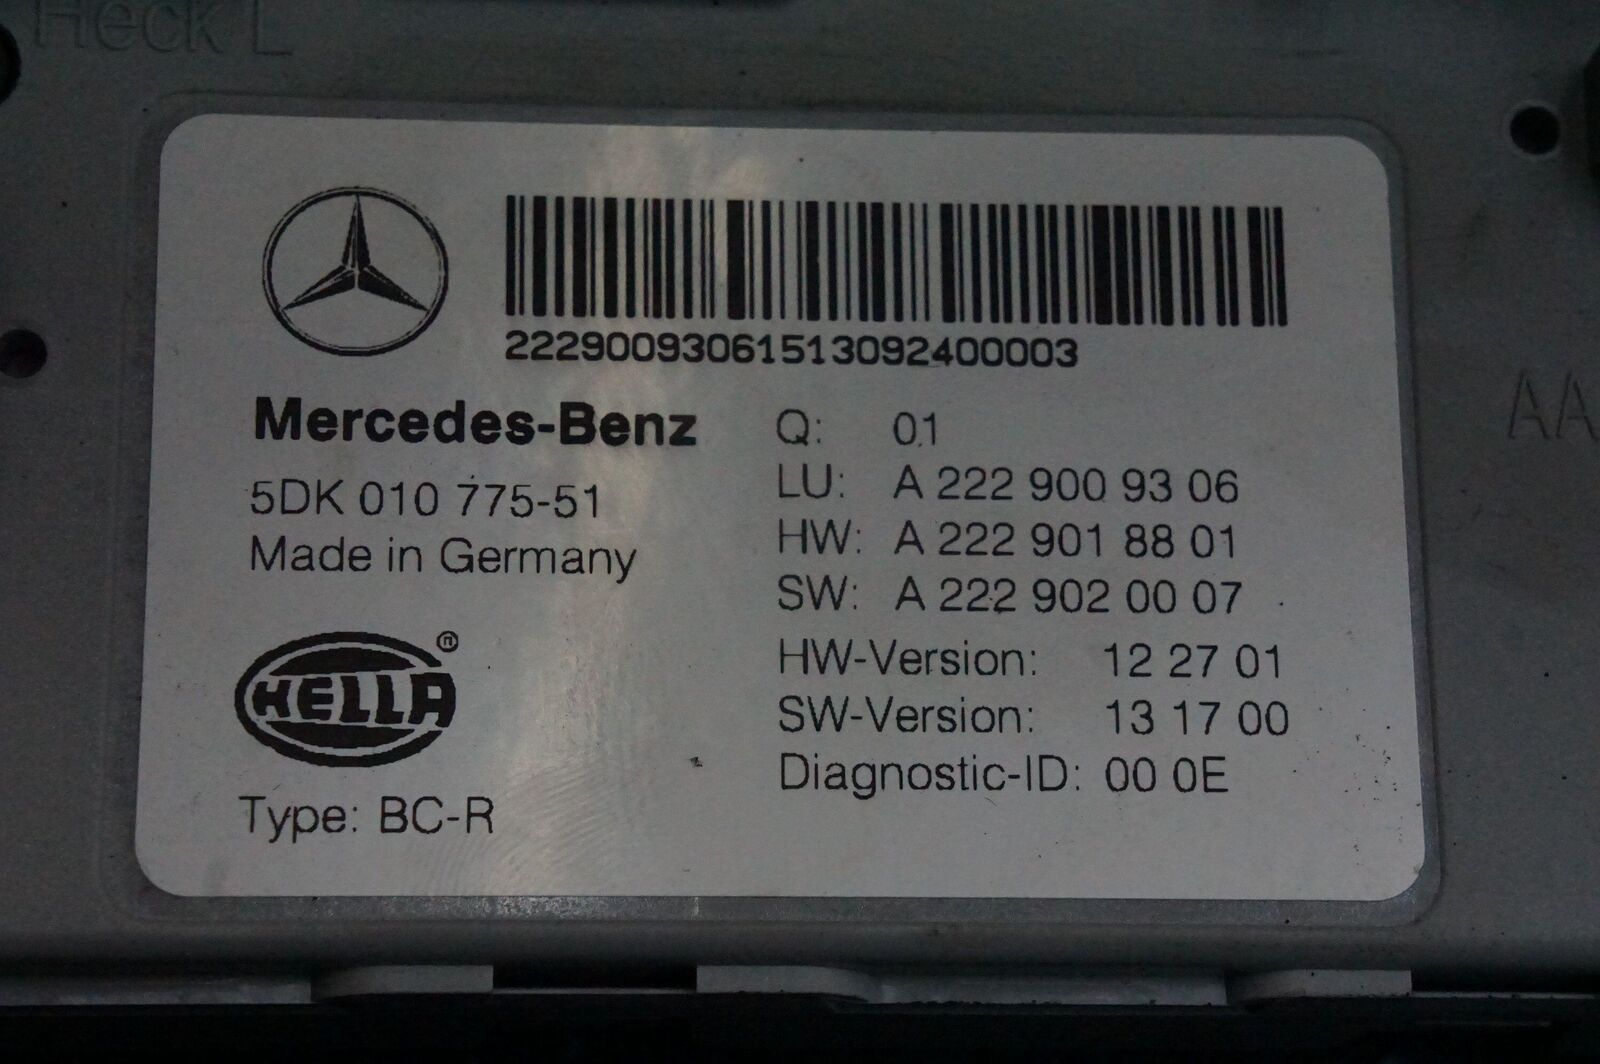 Heck L
22290093061513092400003
Mercedes-Benz
5DK 010 775-51
Made in Germany
Q: 01
LU: A 222 900 93 06
HW: A 222 901 88 01
SW: A 222 902 00 07
HW-Version: 12 27 01
SW-Version: 13 17 00
Diagnostic-ID: 00 0E
HELLA ®
Type: BC-R
AA